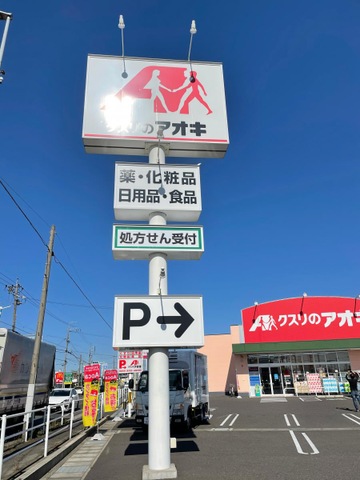 クスリのアオキ
薬・化粧品
日用品・食品
処方せん受付
P→
クスリのアオキ
P